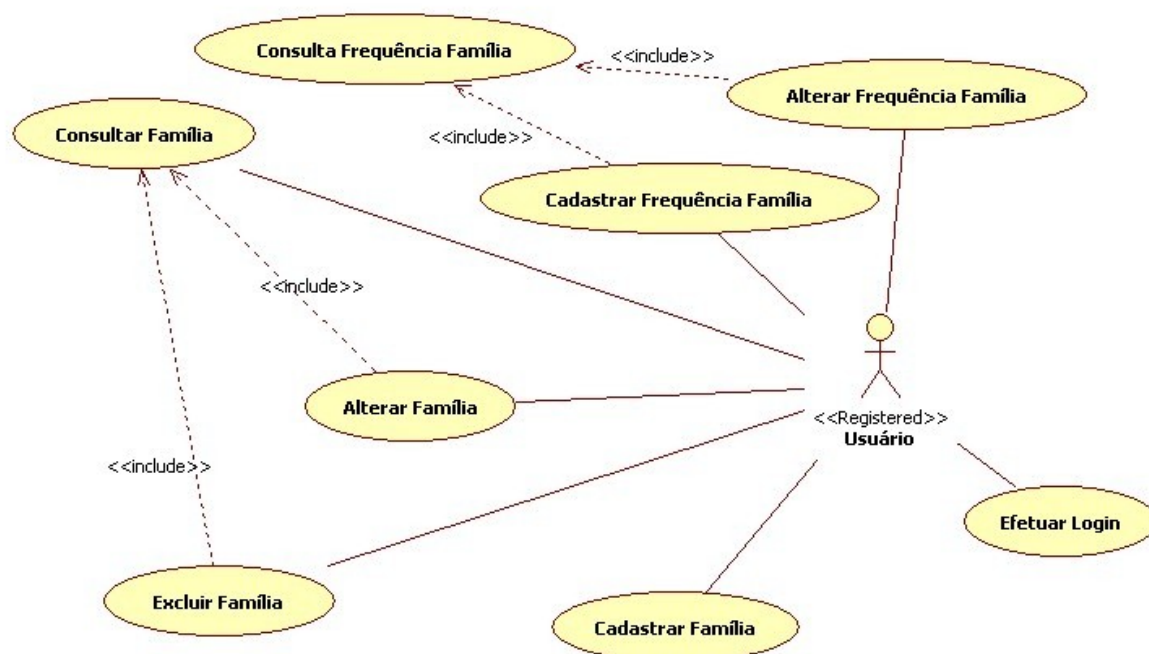 Consulta Frequência Família
<<include>>
Alterar Frequência Família
Consultar Família
<<include>>
Cadastrar Frequência Família
<<include>>
Alterar Família
<<Registered>>
Usuário
<<include>>
Efetuar Login
Excluir Família
Cadastrar Família